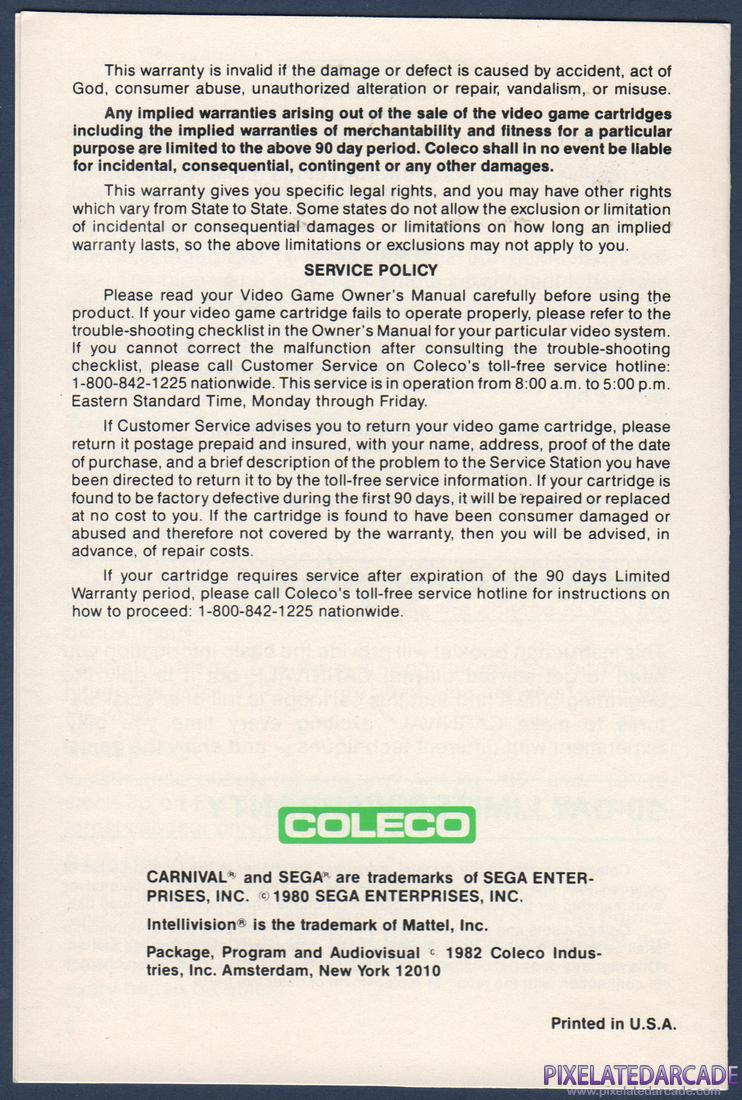 This warranty is invalid if the damage or defect is caused by accident, act of
God, consumer abuse, unauthorized alteration or repair, vandalism, or misuse.
Any implied warranties arising out of the sale of the video game cartridges
including the implied warranties of merchantability and fitness for a particular
purpose are limited to the above 90 day period. Coleco shall in no event be liable
for incidental, consequential, contingent or any other damages.
This warranty gives you specific legal rights, and you may have other rights
which vary from State to State. Some states do not allow the exclusion or limitation
of incidental or consequential damages or limitations on how long an implied
warranty lasts, so the above limitations or exclusions may not apply to you.
SERVICE POLICY
Please read your Video Game Owner's Manual carefully before using the
product. If your video game cartridge fails to operate properly, please refer to the
trouble-shooting checklist in the Owner's Manual for your particular video system.
If you cannot correct the malfunction after consulting the trouble-shooting
checklist, please call Customer Service on Coleco's toll-free service hotline:
1-800-842-1225 nationwide. This service is in operation from 8:00 a.m. to 5:00 p.m.
Eastern Standard Time, Monday through Friday.
If Customer Service advises you to return your video game cartridge, please
return it postage prepaid and insured, with your name, address, proof of the date
of purchase, and a brief description of the problem to the Service Station you have
been directed to return it to by the toll-free service information. If your cartridge is
found to be factory defective during the first 90 days, it will be repaired or replaced
at no cost to you. If the cartridge is found to have been consumer damaged or
abused and therefore not covered by the warranty, then you will be advised, in
advance, of repair costs.
If your cartridge requires service after expiration of the 90 days Limited
Warranty period, please call Coleco's toll-free service hotline for instructions on
how to proceed: 1-800-842-1225 nationwide.
COLECO
CARNIVAL® and SEGA® are trademarks of SEGA ENTER-
PRISES, INC. © 1980 SEGA ENTERPRISES, INC.
Intellivision® is the trademark of Mattel, Inc.
Package, Program and Audiovisual © 1982 Coleco Indus-
tries, Inc. Amsterdam, New York 12010
Printed in U.S.A.
PIXELATEDARCADE
www.pixelatedarcade.com